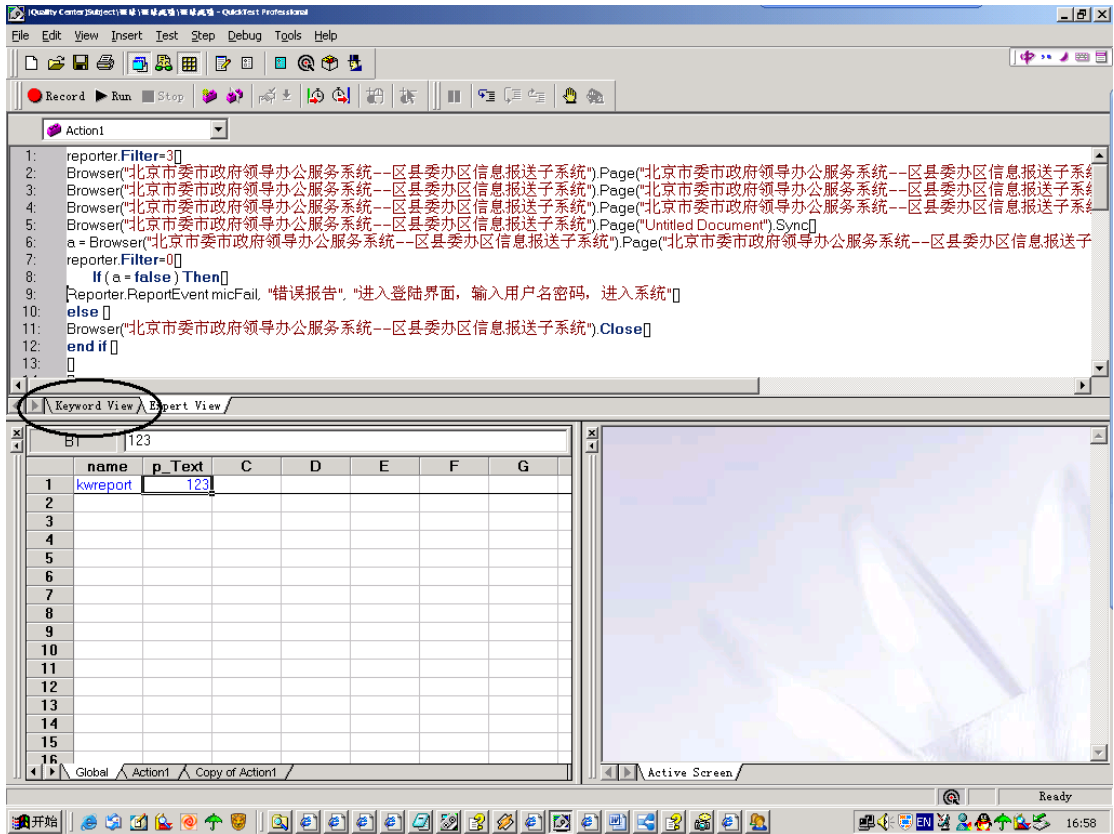 - QuickTest Professional
File Edit View Insert Test Step Debug Tools Help
中
Record Run Stop
Action1
1: reporter.Filter=3[]
2: Browser("北京市委市政府领导办公服务系统--区县委办区信息报送子系统").Page("北京市委市政府领导办公服务系统--区县委办区信息报送子系
3: Browser("北京市委市政府领导办公服务系统--区县委办区信息报送子系统").Page("北京市委市政府领导办公服务系统--区县委办区信息报送子系
4: Browser("北京市委市政府领导办公服务系统--区县委办区信息报送子系统").Page("北京市委市政府领导办公服务系统--区县委办区信息报送子系
5: Browser("北京市委市政府领导办公服务系统--区县委办区信息报送子系统").Page("Untitled Document").Sync[]
6: a = Browser("北京市委市政府领导办公服务系统--区县委办区信息报送子系统").Page("北京市委市政府领导办公服务系统--区县委办区信息报送子
7: reporter.Filter=0[]
8: If ( a = false ) Then[]
9: Reporter.ReportEvent micFail, "错误报告", "进入登陆界面，输入用户名密码，进入系统"[]
10: else []
11: Browser("北京市委市政府领导办公服务系统--区县委办区信息报送子系统").Close[]
12: end if []
13: []
Keyword View Expert View
B1 123
name p_Text C D E F G
1 kwreport 123
2
3
4
5
6
7
8
9
10
11
12
13
14
15
16
Global Action1 Copy of Action1
Active Screen
Ready
开始 EN 16:58